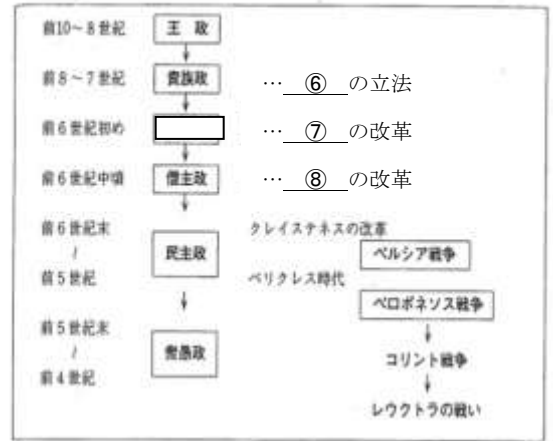 前10～8世紀 王政
前8～7世紀 貴族政 … ⑥ の立法
前6世紀初め … ⑦ の改革
前6世紀中頃 僭主政 … ⑧ の改革
前6世紀末 クレイステネスの改革
～ 民主政 ペルシア戦争
前5世紀 ペリクレス時代
ペロポネソス戦争
前5世紀末
～ 衆愚政 コリント戦争
前4世紀
レウクトラの戦い